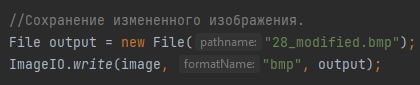 //Сохранение измененного изображения.
File output = new File( pathname: "28_modified.bmp");
ImageIO.write(image, formatName: "bmp", output);